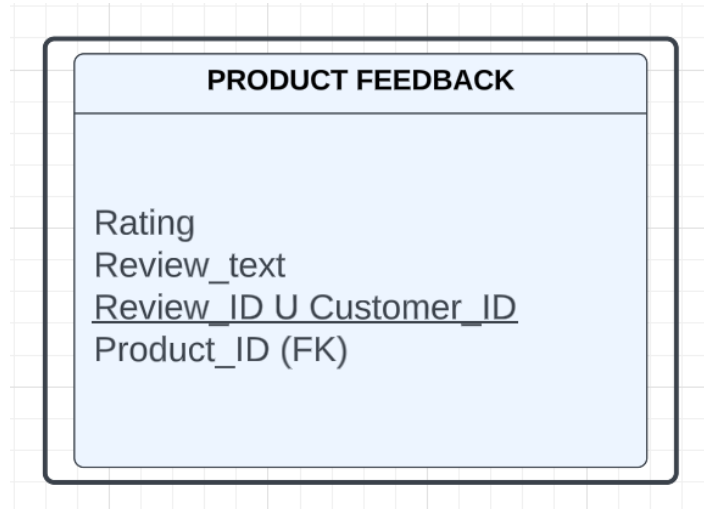 PRODUCT FEEDBACK
Rating
Review_text
Review_ID U Customer_ID
Product_ID (FK)